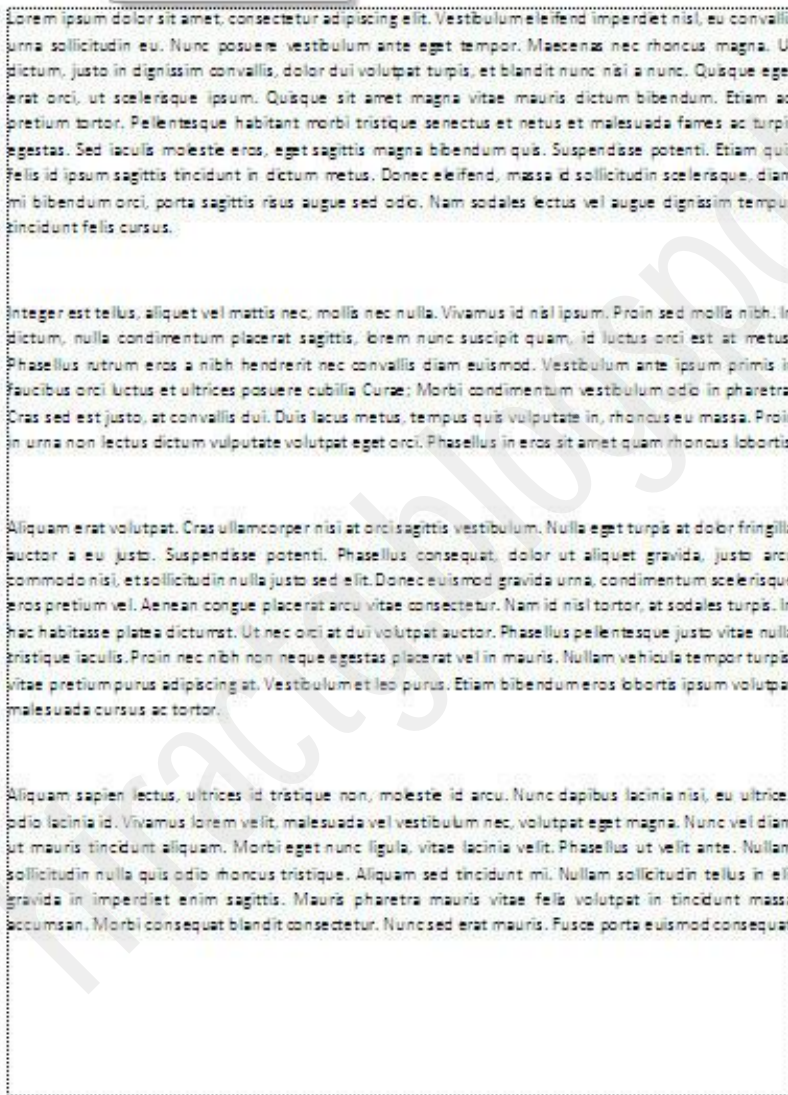 Lorem ipsum dolor sit amet, consectetur adipiscing elit. Vestibulum eleifend imperdiet nisl, eu convalli
urna sollicitudin eu. Nunc posuere vestibulum ante eget tempor. Maecenas nec rhoncus magna. U
dictum, justo in dignissim convallis, dolor dui volutpat turpis, et blandit nunc nisi a nunc. Quisque ege
erat orci, ut scelerisque ipsum. Quisque sit amet magna vitae mauris dictum bibendum. Etiam ac
pretium tortor. Pellentesque habitant morbi tristique senectus et netus et malesuada fames ac turpi
egestas. Sed iaculis molestie eros, eget sagittis magna bibendum quis. Suspendisse potenti. Etiam qui
felis id ipsum sagittis tincidunt in dictum metus. Donec eleifend, massa id sollicitudin scelerisque, diam
mi bibendum orci, porta sagittis risus augue sed odio. Nam sodales lectus vel augue dignissim tempu
tincidunt felis cursus.
Integer est tellus, aliquet vel mattis nec, mollis nec nulla. Vivamus id nisl ipsum. Proin sed mollis nibh. In
dictum, nulla condimentum placerat sagittis, lorem nunc suscipit quam, id luctus orci est at metus
Phasellus rutrum eros a nibh hendrerit nec convallis diam euismod. Vestibulum ante ipsum primis i
faucibus orci luctus et ultrices posuere cubilia Curae; Morbi condimentum vestibulum odio in pharetra
Cras sed est justo, at convallis dui. Duis lacus metus, tempus quis vulputate in, rhoncus eu massa. Proi
in urna non lectus dictum vulputate volutpat eget orci. Phasellus in eros sit amet quam rhoncus lobortis
Aliquam erat volutpat. Cras ullamcorper nisi at orci sagittis vestibulum. Nulla eget turpis at dolor fringill
auctor a eu justo. Suspendisse potenti. Phasellus consequat, dolor ut aliquet gravida, justo arc
commodo nisi, et sollicitudin nulla justo sed elit. Donec euismod gravida urna, condimentum scelerisque
eros pretium vel. Aenean congue placerat arcu vitae consectetur. Nam id nisl tortor, at sodales turpis. In
hac habitasse platea dictumst. Ut nec orci at dui volutpat auctor. Phasellus pellentesque justo vitae null
tristique iaculis. Proin nec nibh non neque egestas placerat vel in mauris. Nullam vehicula tempor turpis
vitae pretium purus adipiscing at. Vestibulum et leo purus. Etiam bibendum eros lobortis ipsum volutpa
malesuada cursus ac tortor.
Aliquam sapien lectus, ultrices id tristique non, molestie id arcu. Nunc dapibus lacinia nisi, eu ultrice
odio lacinia id. Vivamus lorem velit, malesuada vel vestibulum nec, volutpat eget magna. Nunc vel diam
ut mauris tincidunt aliquam. Morbi eget nunc ligula, vitae lacinia velit. Phasellus ut velit ante. Nullam
sollicitudin nulla quis odio rhoncus tristique. Aliquam sed tincidunt mi. Nullam sollicitudin tellus in eli
gravida in imperdiet enim sagittis. Mauris pharetra mauris vitae felis volutpat in tincidunt massa
accumsan. Morbi consequat blandit consectetur. Nunc sed erat mauris. Fusce porta euismod consequat